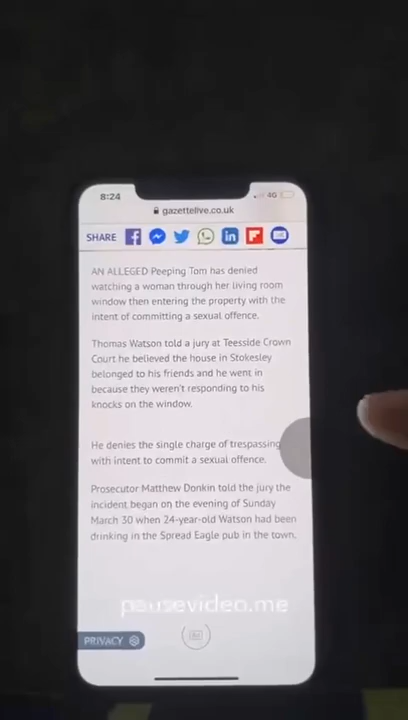 8:24
4G
gazettelive.co.uk
SHARE
AN ALLEGED Peeping Tom has denied
watching a woman through her living room
window then entering the property with the
intent of committing a sexual offence.
Thomas Watson told a jury at Teesside Crown
Court he believed the house in Stokesley
belonged to his friends and he went in
because they weren't responding to his
knocks on the window.
He denies the single charge of trespassing
with intent to commit a sexual offence.
Prosecutor Matthew Donkin told the jury the
incident began on the evening of Sunday
March 30 when 24-year-old Watson had been
drinking in the Spread Eagle pub in the town.
pausevideo.me
PRIVACY